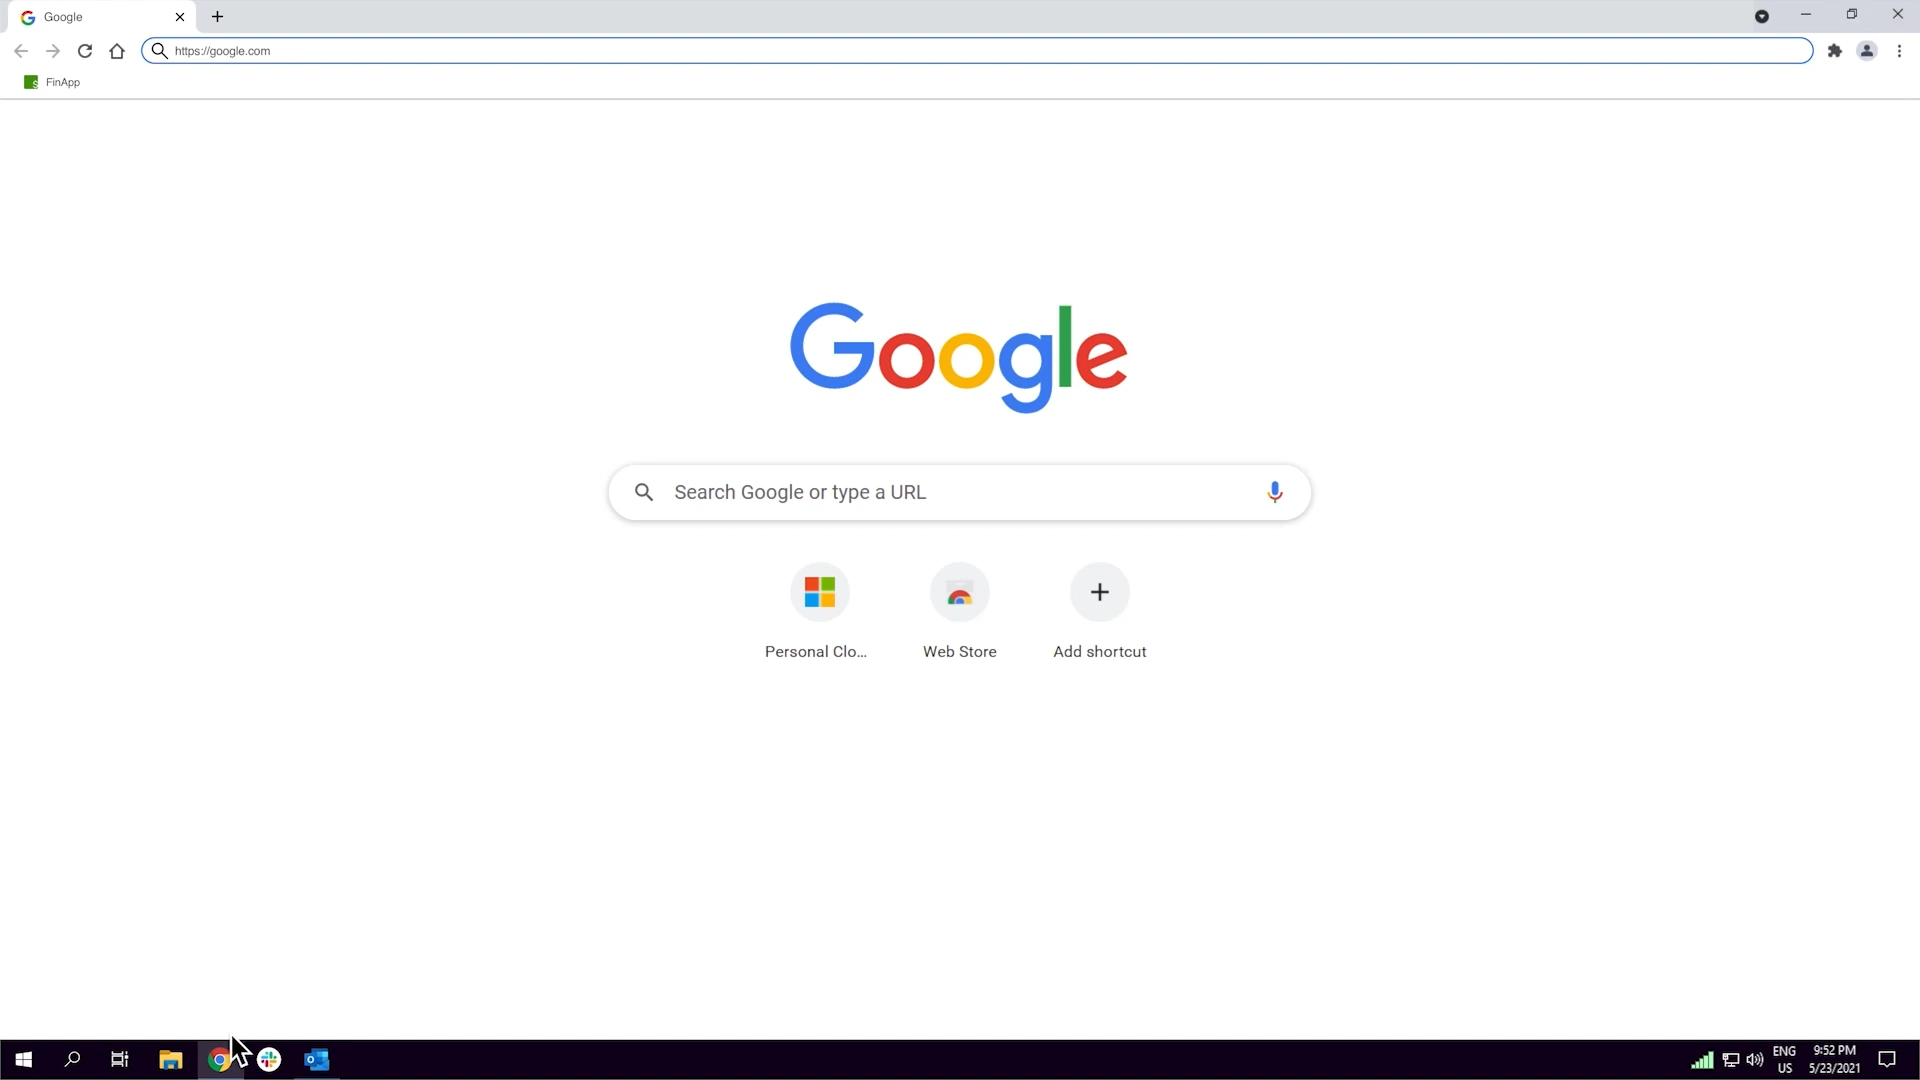 Google
https://google.com
FinApp
Google
Search Google or type a URL
Personal Clo...
Web Store
Add shortcut
ENG
US
9:52 PM
5/23/2021